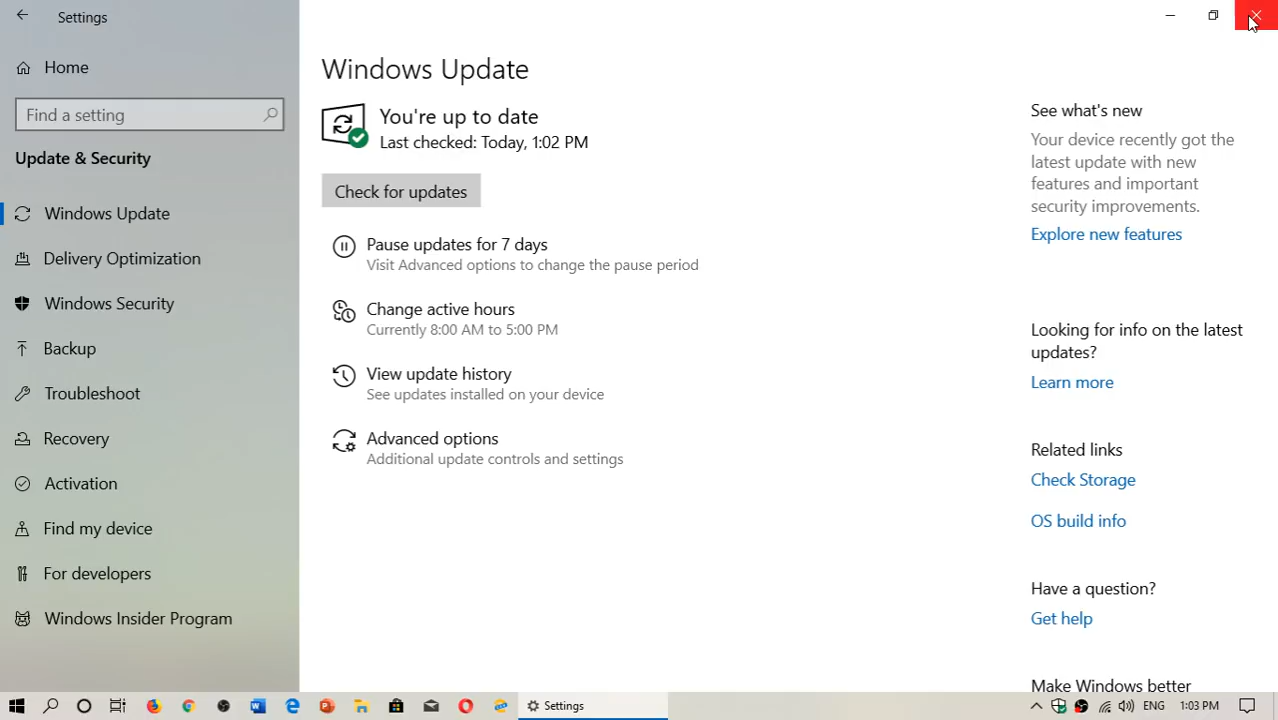 Settings
Home
Find a setting
Update & Security
Windows Update
Delivery Optimization
Windows Security
Backup
Troubleshoot
Recovery
Activation
Find my device
For developers
Windows Insider Program
Windows Update
You're up to date
Last checked: Today, 1:02 PM
Check for updates
Pause updates for 7 days
Visit Advanced options to change the pause period
Change active hours
Currently 8:00 AM to 5:00 PM
View update history
See updates installed on your device
Advanced options
Additional update controls and settings
See what's new
Your device recently got the
latest update with new
features and important
security improvements.
Explore new features
Looking for info on the latest
updates?
Learn more
Related links
Check Storage
OS build info
Have a question?
Get help
Make Windows better
Settings
ENG
1:03 PM